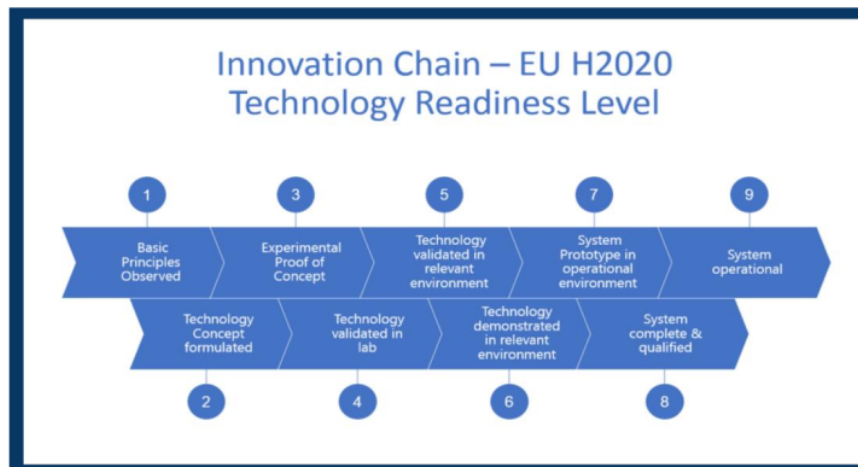 Innovation Chain – EU H2020
Technology Readiness Level
1
3
5
7
9
Basic
Principles
Observed
Experimental
Proof of
Concept
Technology
validated in
relevant
environment
System
Prototype in
operational
environment
System
operational
Technology
Concept
formulated
Technology
validated in
lab
Technology
demonstrated
in relevant
environment
System
complete &
qualified
2
4
6
8